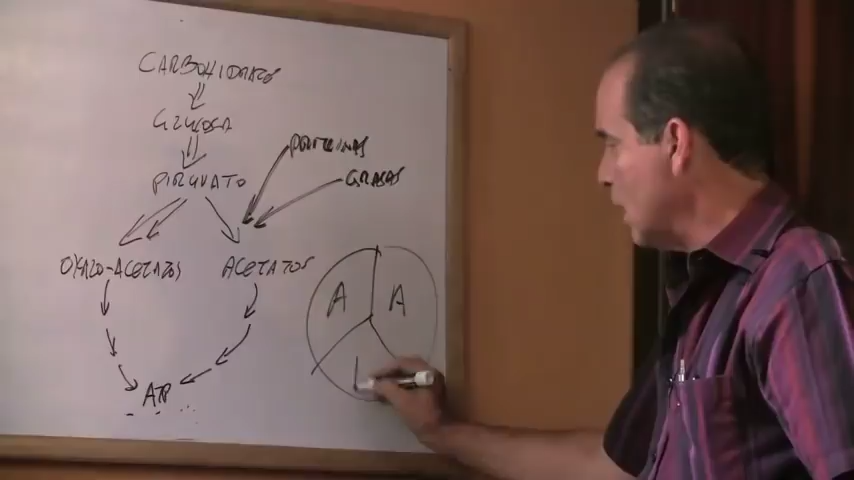 CARBOHIDRATOS
GLUCOSA
PROTEINAS
PIRUVATO
GRASAS
OXALO-ACETATOS
ACETATOS
A
A
L
ATP